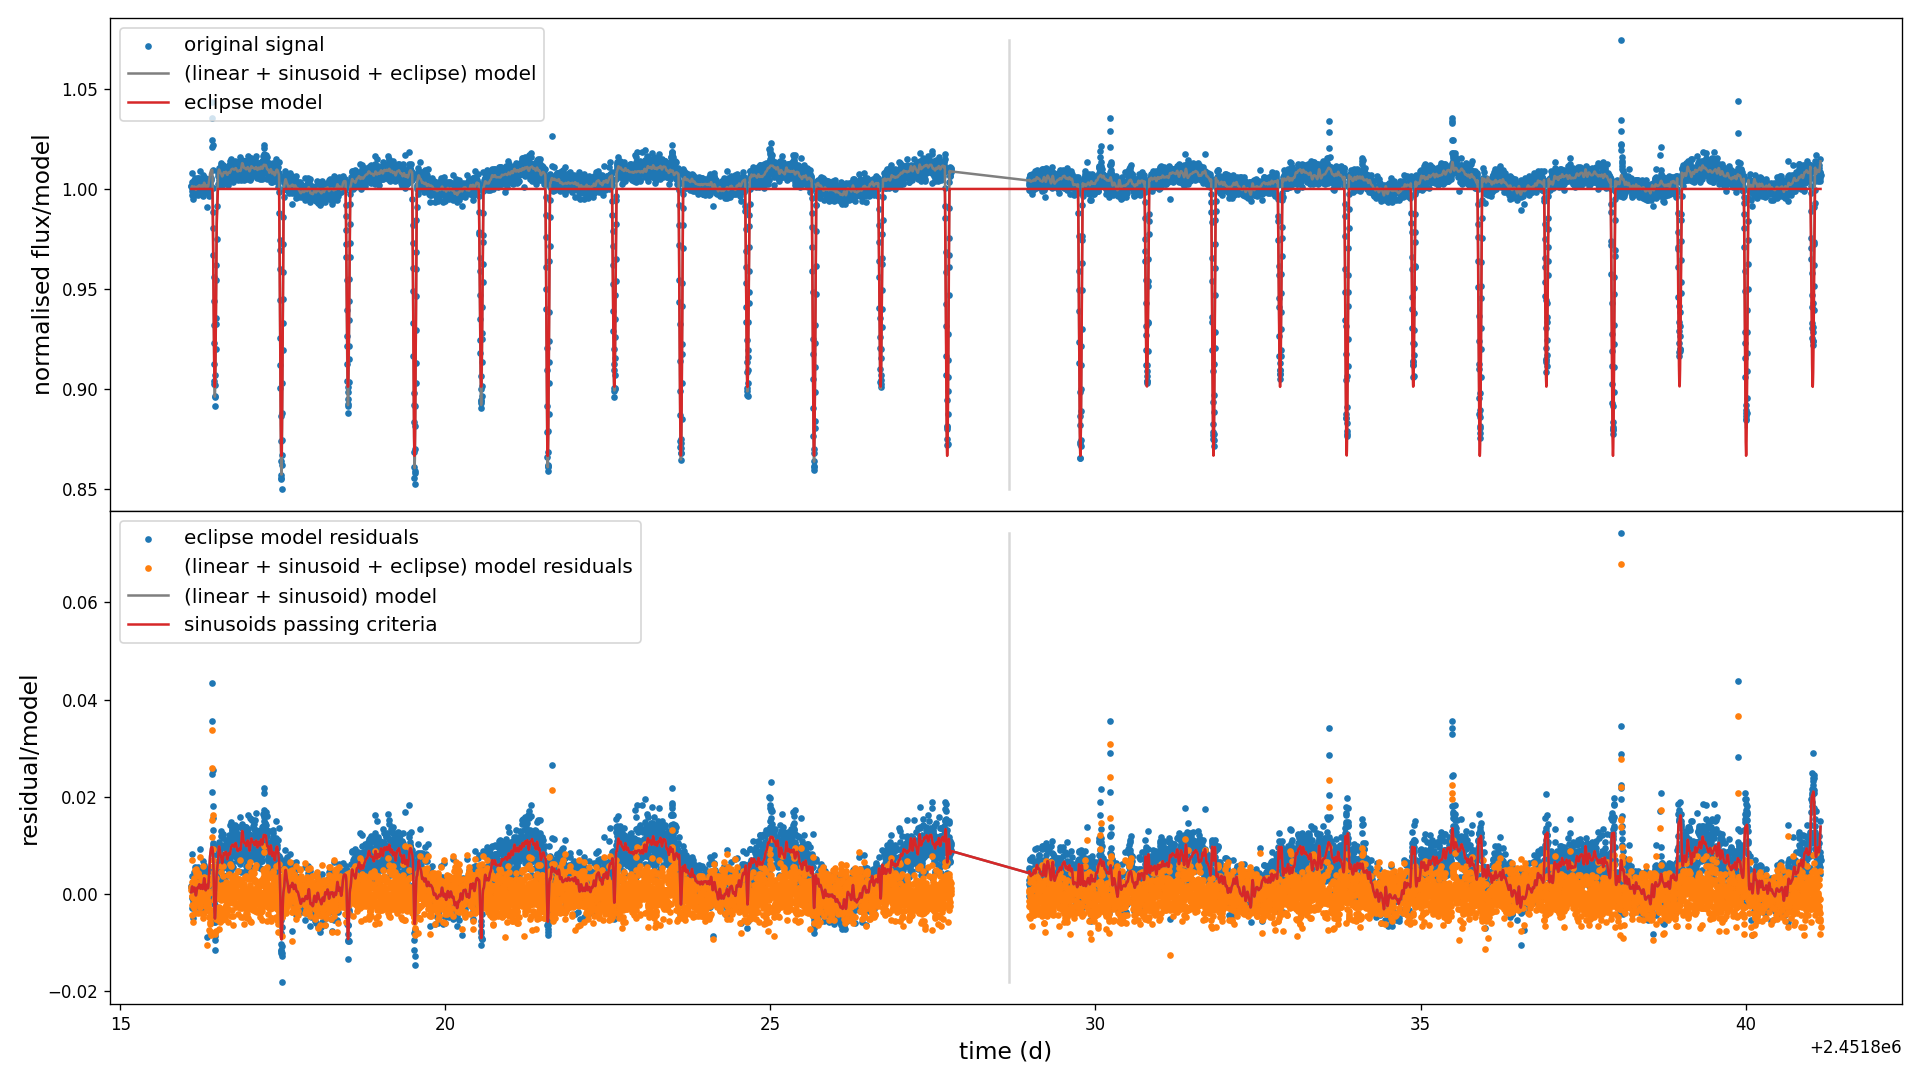 original signal
(linear + sinusoid + eclipse) model
eclipse model
normalised flux/model
1.05
1.00
0.95
0.90
0.85
eclipse model residuals
(linear + sinusoid + eclipse) model residuals
(linear + sinusoid) model
sinusoids passing criteria
residual/model
0.06
0.04
0.02
0.00
−0.02
15 20 25 30 35 40
time (d)
+2.4518e6